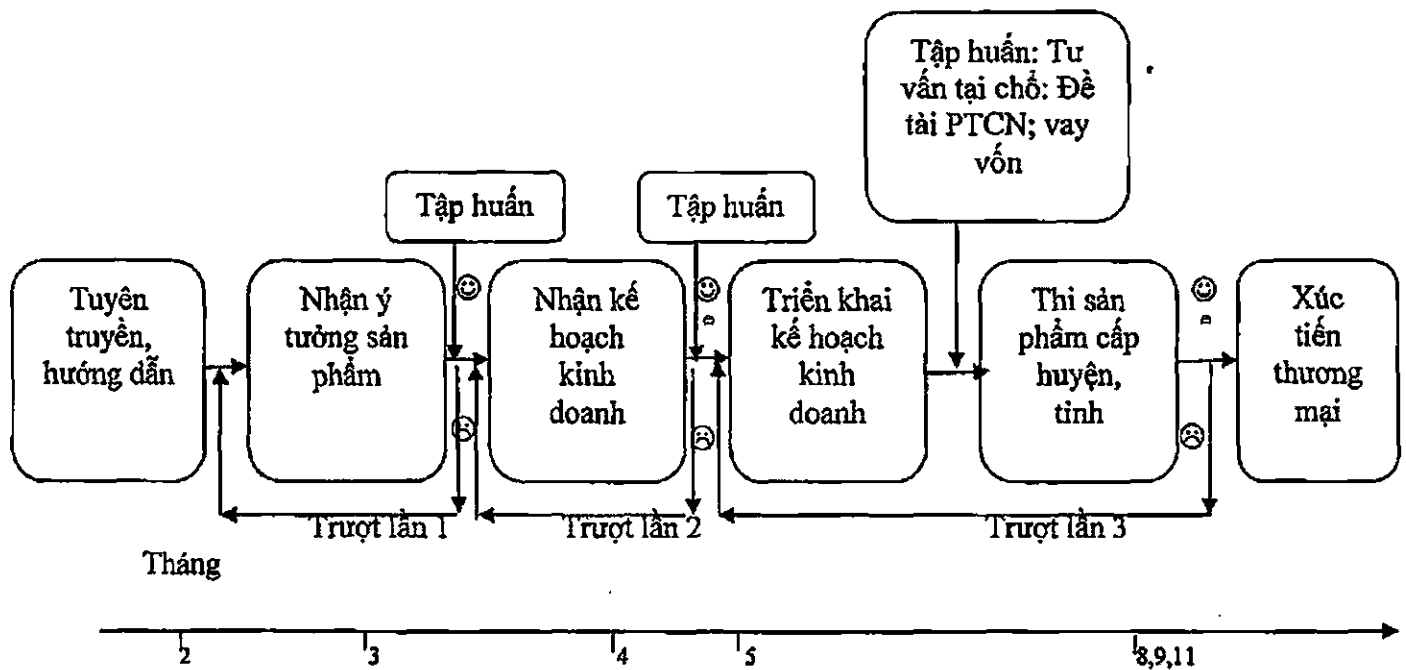 Tập huấn: Tư
vấn tại chổ: Đề
tài PTCN; vay
vốn
Tập huấn
Tập huấn
Tuyên
truyền,
hướng dẫn
Nhận ý
tưởng sản
phẩm
Nhận kế
hoạch
kinh
doanh
Triển khai
kế hoạch
kinh
doanh
Thi sản
phẩm cấp
huyện,
tỉnh
Xúc
tiến
thương
mại
Trượt lần 1
Trượt lần 2
Trượt lần 3
Tháng
2
3
4
5
8,9,11